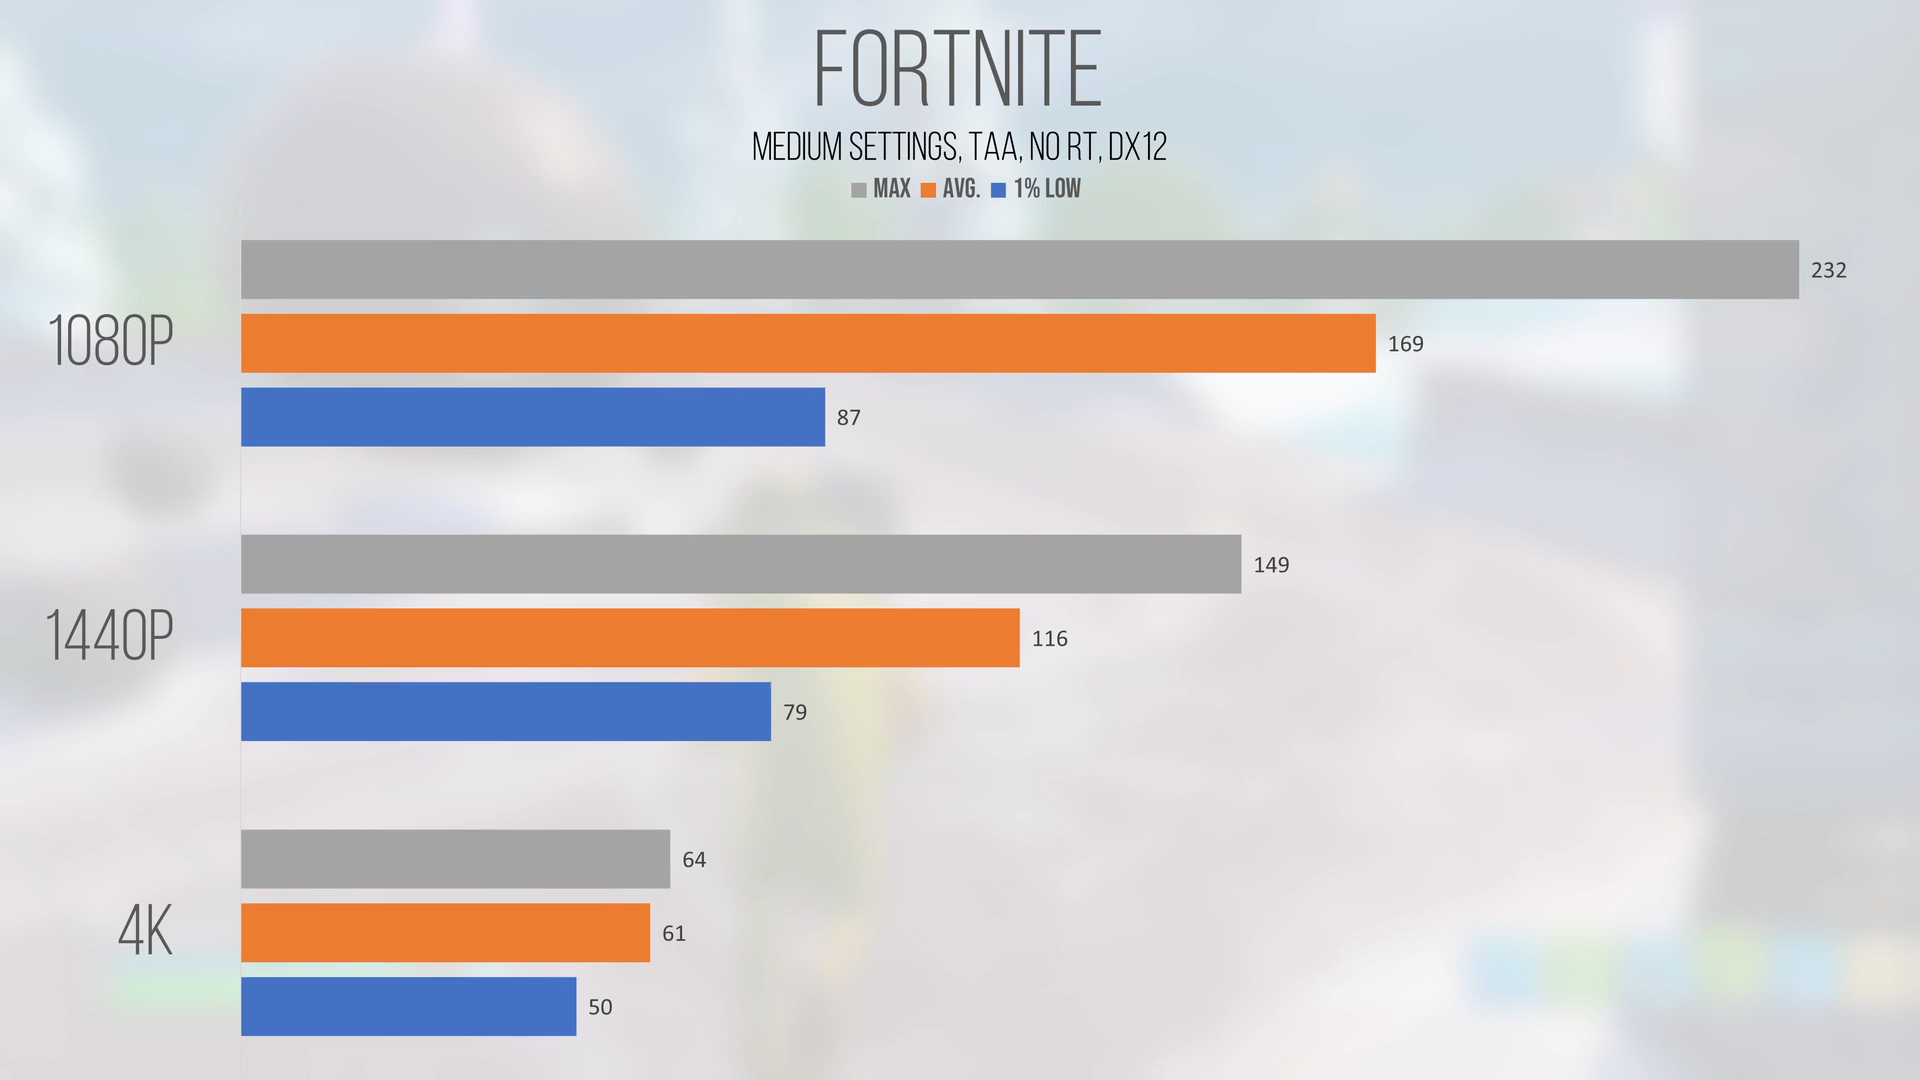 FORTNITE
MEDIUM SETTINGS, TAA, NO RT, DX12
MAX AVG. 1% LOW
232
1080P
169
87
149
1440P
116
79
64
4K
61
50